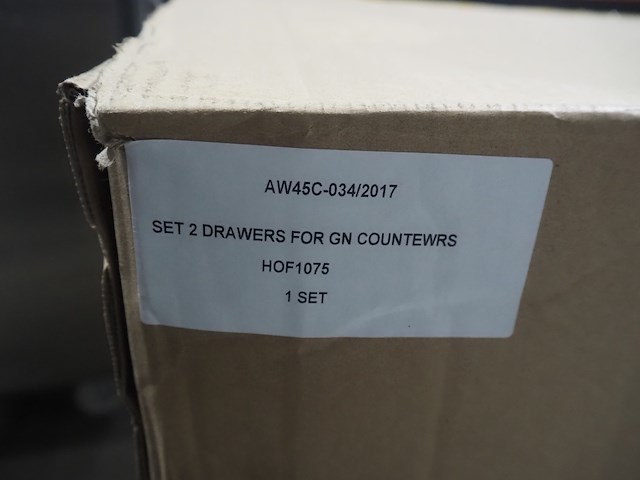 AW45C-034/2017
SET 2 DRAWERS FOR GN COUNTEWRS
HOF1075
1 SET